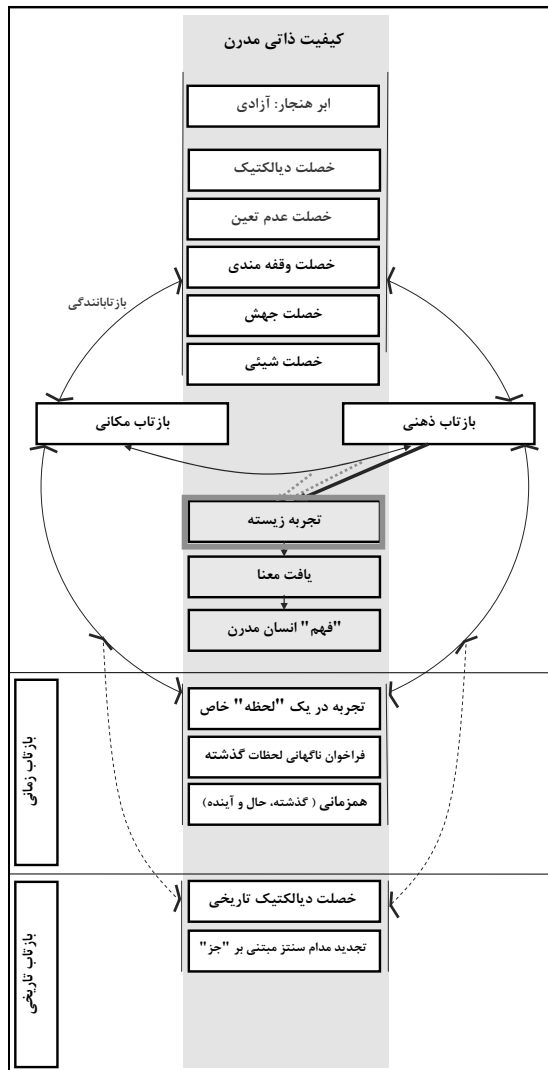 کیفیت ذاتی مدرن
ابر هنجار: آزادی
خصلت دیالکتیک
خصلت عدم تعین
خصلت وقفه مندی
بازتابانندگی
خصلت جهش
خصلت شیئی
بازتاب ذهنی
بازتاب مکانی
تجربه زیسته
یافت معنا
"فهم" انسان مدرن
تجربه در یک "لحظه" خاص
فراخوان ناگهانی لحظات گذشته
همزمانی ( گذشته، حال و آینده)
بازتاب زمانی
خصلت دیالکتیک تاریخی
تجدید مدام سنتز مبتنی بر "جز"
بازتاب تاریخی